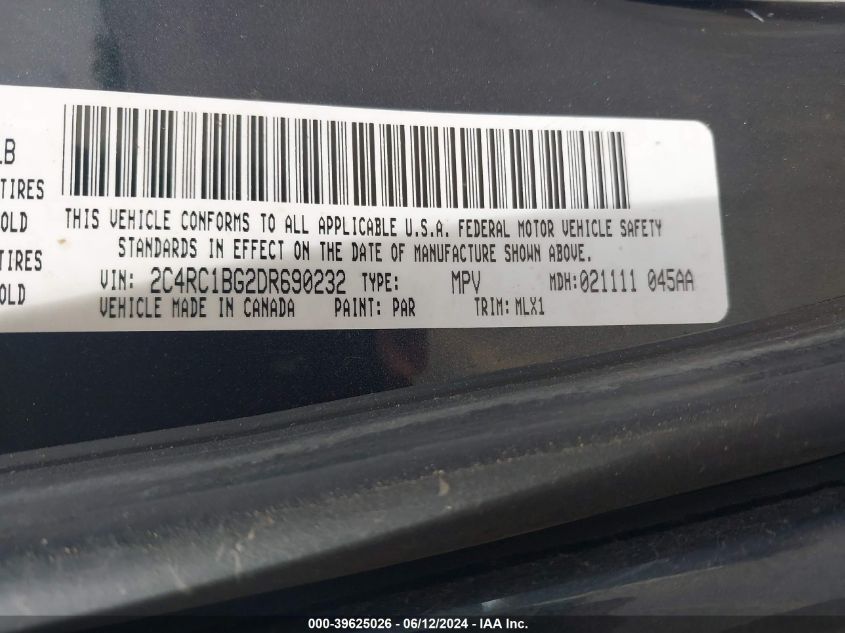 LB
TIRES
OLD
TIRES
OLD
THIS VEHICLE CONFORMS TO ALL APPLICABLE U.S.A. FEDERAL MOTOR VEHICLE SAFETY
STANDARDS IN EFFECT ON THE DATE OF MANUFACTURE SHOWN ABOVE.
VIN: 2C4RC1BG2DR690232 TYPE: MPV MDH:021111 045AA
VEHICLE MADE IN CANADA PAINT: PAR TRIM: MLX1
000-39625026 - 06/12/2024 - IAA Inc.